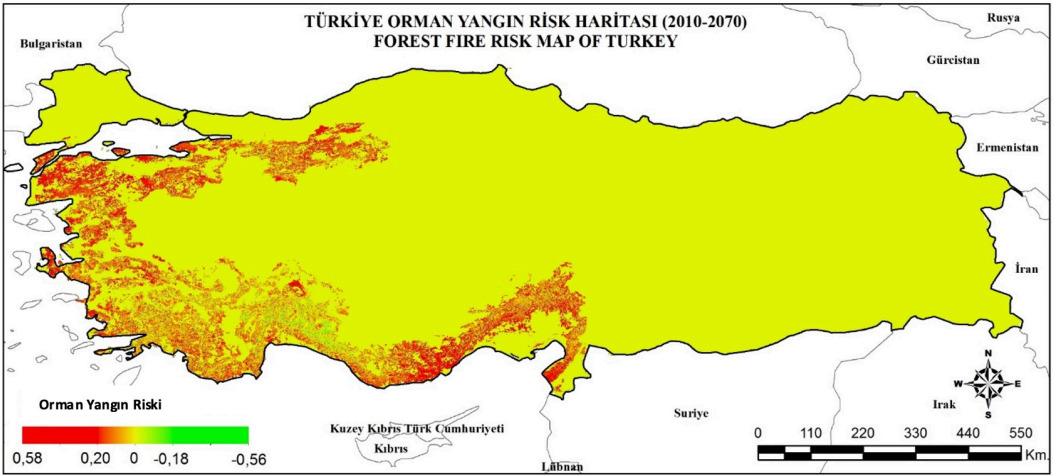 TÜRKİYE ORMAN YANGIN RİSK HARİTASI (2010-2070)
FOREST FIRE RISK MAP OF TURKEY
Rusya
Bulgaristan
Gürcistan
Ermenistan
İran
Orman Yangın Riski
0,58 0,20 0 -0,18 -0,56
Kuzey Kıbrıs Türk Cumhuriyeti
Kıbrıs
Lübnan
Suriye
Irak
N
W E
S
0 110 220 330 440 550
Km.